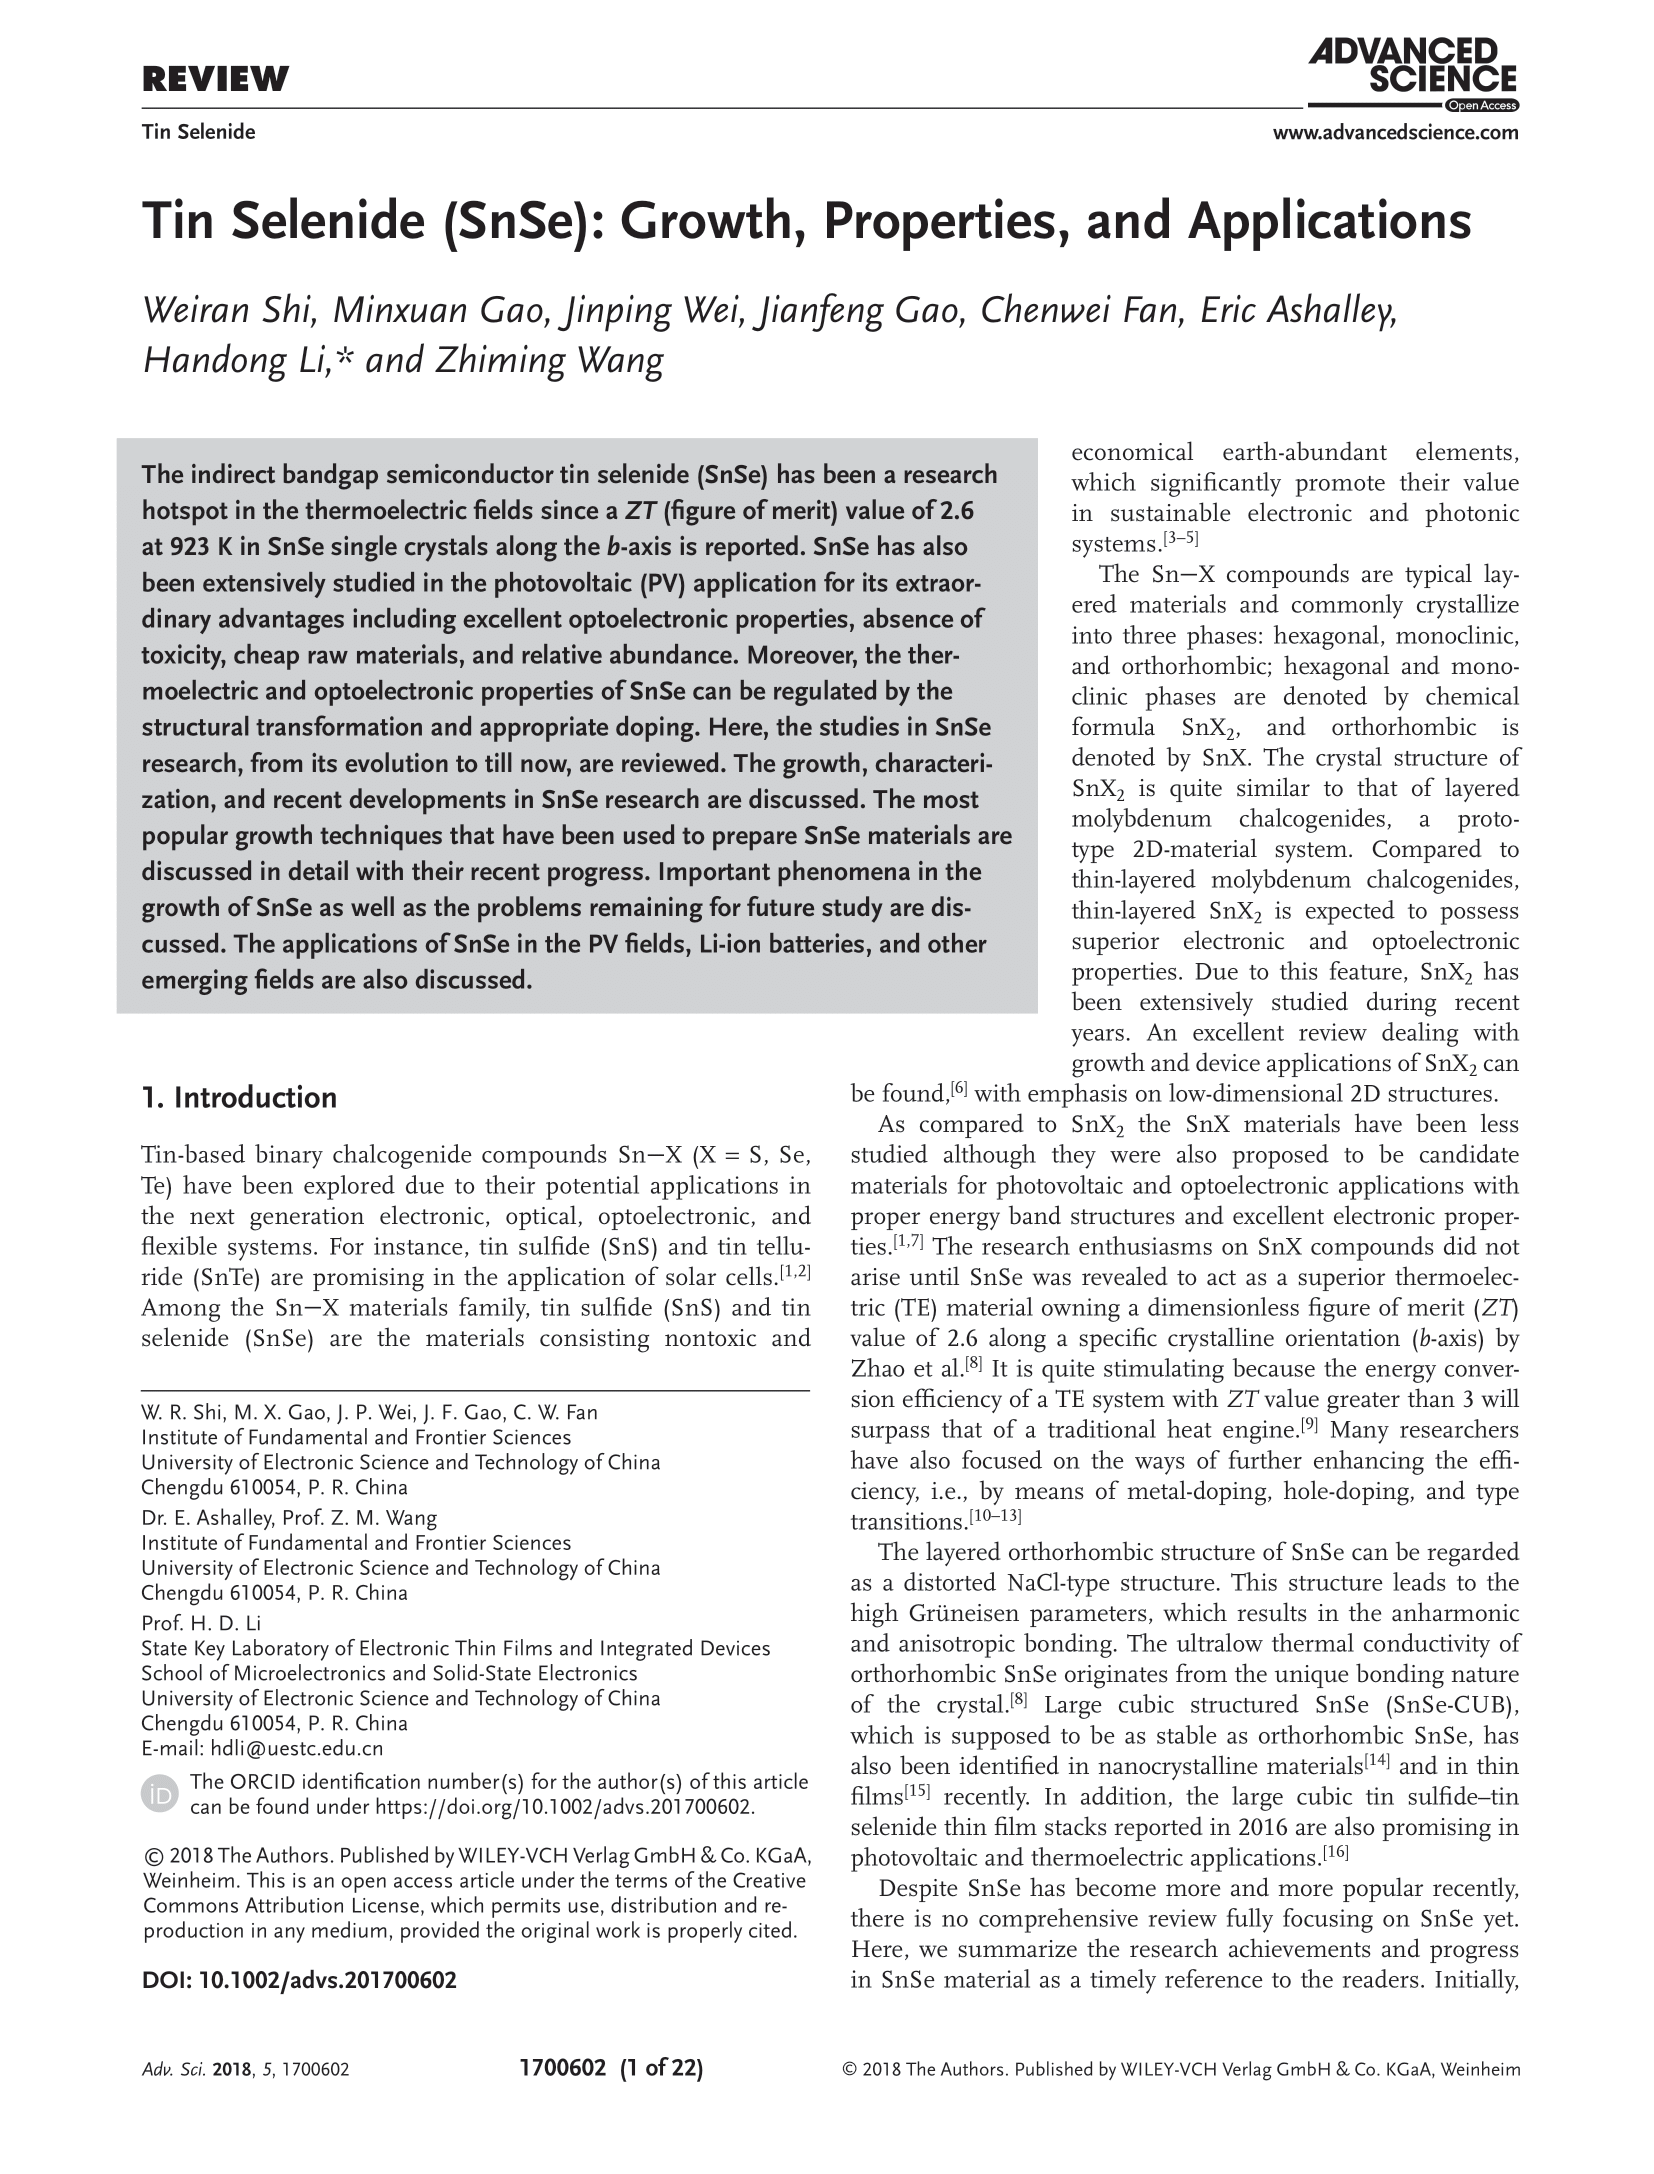 REVIEW
ADVANCED
SCIENCE
Open Access
Tin Selenide
www.advancedscience.com
Tin Selenide (SnSe): Growth, Properties, and Applications
Weiran Shi, Minxuan Gao, Jinping Wei, Jianfeng Gao, Chenwei Fan, Eric Ashalley,
Handong Li,* and Zhiming Wang
The indirect bandgap semiconductor tin selenide (SnSe) has been a research
hotspot in the thermoelectric fields since a ZT (figure of merit) value of 2.6
at 923 K in SnSe single crystals along the b-axis is reported. SnSe has also
been extensively studied in the photovoltaic (PV) application for its extraor-
dinary advantages including excellent optoelectronic properties, absence of
toxicity, cheap raw materials, and relative abundance. Moreover, the ther-
moelectric and optoelectronic properties of SnSe can be regulated by the
structural transformation and appropriate doping. Here, the studies in SnSe
research, from its evolution to till now, are reviewed. The growth, characteri-
zation, and recent developments in SnSe research are discussed. The most
popular growth techniques that have been used to prepare SnSe materials are
discussed in detail with their recent progress. Important phenomena in the
growth of SnSe as well as the problems remaining for future study are dis-
cussed. The applications of SnSe in the PV fields, Li-ion batteries, and other
emerging fields are also discussed.
1. Introduction
Tin-based binary chalcogenide compounds Sn—X (X = S, Se,
Te) have been explored due to their potential applications in
the next generation electronic, optical, optoelectronic, and
flexible systems. For instance, tin sulfide (SnS) and tin tellu-
ride (SnTe) are promising in the application of solar cells.[1,2]
Among the Sn—X materials family, tin sulfide (SnS) and tin
selenide (SnSe) are the materials consisting nontoxic and
W. R. Shi, M. X. Gao, J. P. Wei, J. F. Gao, C. W. Fan
Institute of Fundamental and Frontier Sciences
University of Electronic Science and Technology of China
Chengdu 610054, P. R. China
Dr. E. Ashalley, Prof. Z. M. Wang
Institute of Fundamental and Frontier Sciences
University of Electronic Science and Technology of China
Chengdu 610054, P. R. China
Prof. H. D. Li
State Key Laboratory of Electronic Thin Films and Integrated Devices
School of Microelectronics and Solid-State Electronics
University of Electronic Science and Technology of China
Chengdu 610054, P. R. China
E-mail: hdli@uestc.edu.cn
iD
The ORCID identification number(s) for the author(s) of this article
can be found under https://doi.org/10.1002/advs.201700602.
© 2018 The Authors. Published by WILEY-VCH Verlag GmbH & Co. KGaA,
Weinheim. This is an open access article under the terms of the Creative
Commons Attribution License, which permits use, distribution and re-
production in any medium, provided the original work is properly cited.
DOI: 10.1002/advs.201700602
economical earth-abundant elements,
which significantly promote their value
in sustainable electronic and photonic
systems.[3–5]
The Sn—X compounds are typical lay-
ered materials and commonly crystallize
into three phases: hexagonal, monoclinic,
and orthorhombic; hexagonal and mono-
clinic phases are denoted by chemical
formula SnX2, and orthorhombic is
denoted by SnX. The crystal structure of
SnX2 is quite similar to that of layered
molybdenum chalcogenides, a proto-
type 2D-material system. Compared to
thin-layered molybdenum chalcogenides,
thin-layered SnX2 is expected to possess
superior electronic and optoelectronic
properties. Due to this feature, SnX2 has
been extensively studied during recent
years. An excellent review dealing with
growth and device applications of SnX2 can
be found,[6] with emphasis on low-dimensional 2D structures.
As compared to SnX2 the SnX materials have been less
studied although they were also proposed to be candidate
materials for photovoltaic and optoelectronic applications with
proper energy band structures and excellent electronic proper-
ties.[1,7] The research enthusiasms on SnX compounds did not
arise until SnSe was revealed to act as a superior thermoelec-
tric (TE) material owning a dimensionless figure of merit (ZT)
value of 2.6 along a specific crystalline orientation (b-axis) by
Zhao et al.[8] It is quite stimulating because the energy conver-
sion efficiency of a TE system with ZT value greater than 3 will
surpass that of a traditional heat engine.[9] Many researchers
have also focused on the ways of further enhancing the effi-
ciency, i.e., by means of metal-doping, hole-doping, and type
transitions.[10–13]
The layered orthorhombic structure of SnSe can be regarded
as a distorted NaCl-type structure. This structure leads to the
high Grüneisen parameters, which results in the anharmonic
and anisotropic bonding. The ultralow thermal conductivity of
orthorhombic SnSe originates from the unique bonding nature
of the crystal.[8] Large cubic structured SnSe (SnSe-CUB),
which is supposed to be as stable as orthorhombic SnSe, has
also been identified in nanocrystalline materials[14] and in thin
films[15] recently. In addition, the large cubic tin sulfide–tin
selenide thin film stacks reported in 2016 are also promising in
photovoltaic and thermoelectric applications.[16]
Despite SnSe has become more and more popular recently,
there is no comprehensive review fully focusing on SnSe yet.
Here, we summarize the research achievements and progress
in SnSe material as a timely reference to the readers. Initially,
Adv. Sci. 2018, 5, 1700602
1700602 (1 of 22)
© 2018 The Authors. Published by WILEY-VCH Verlag GmbH & Co. KGaA, Weinheim